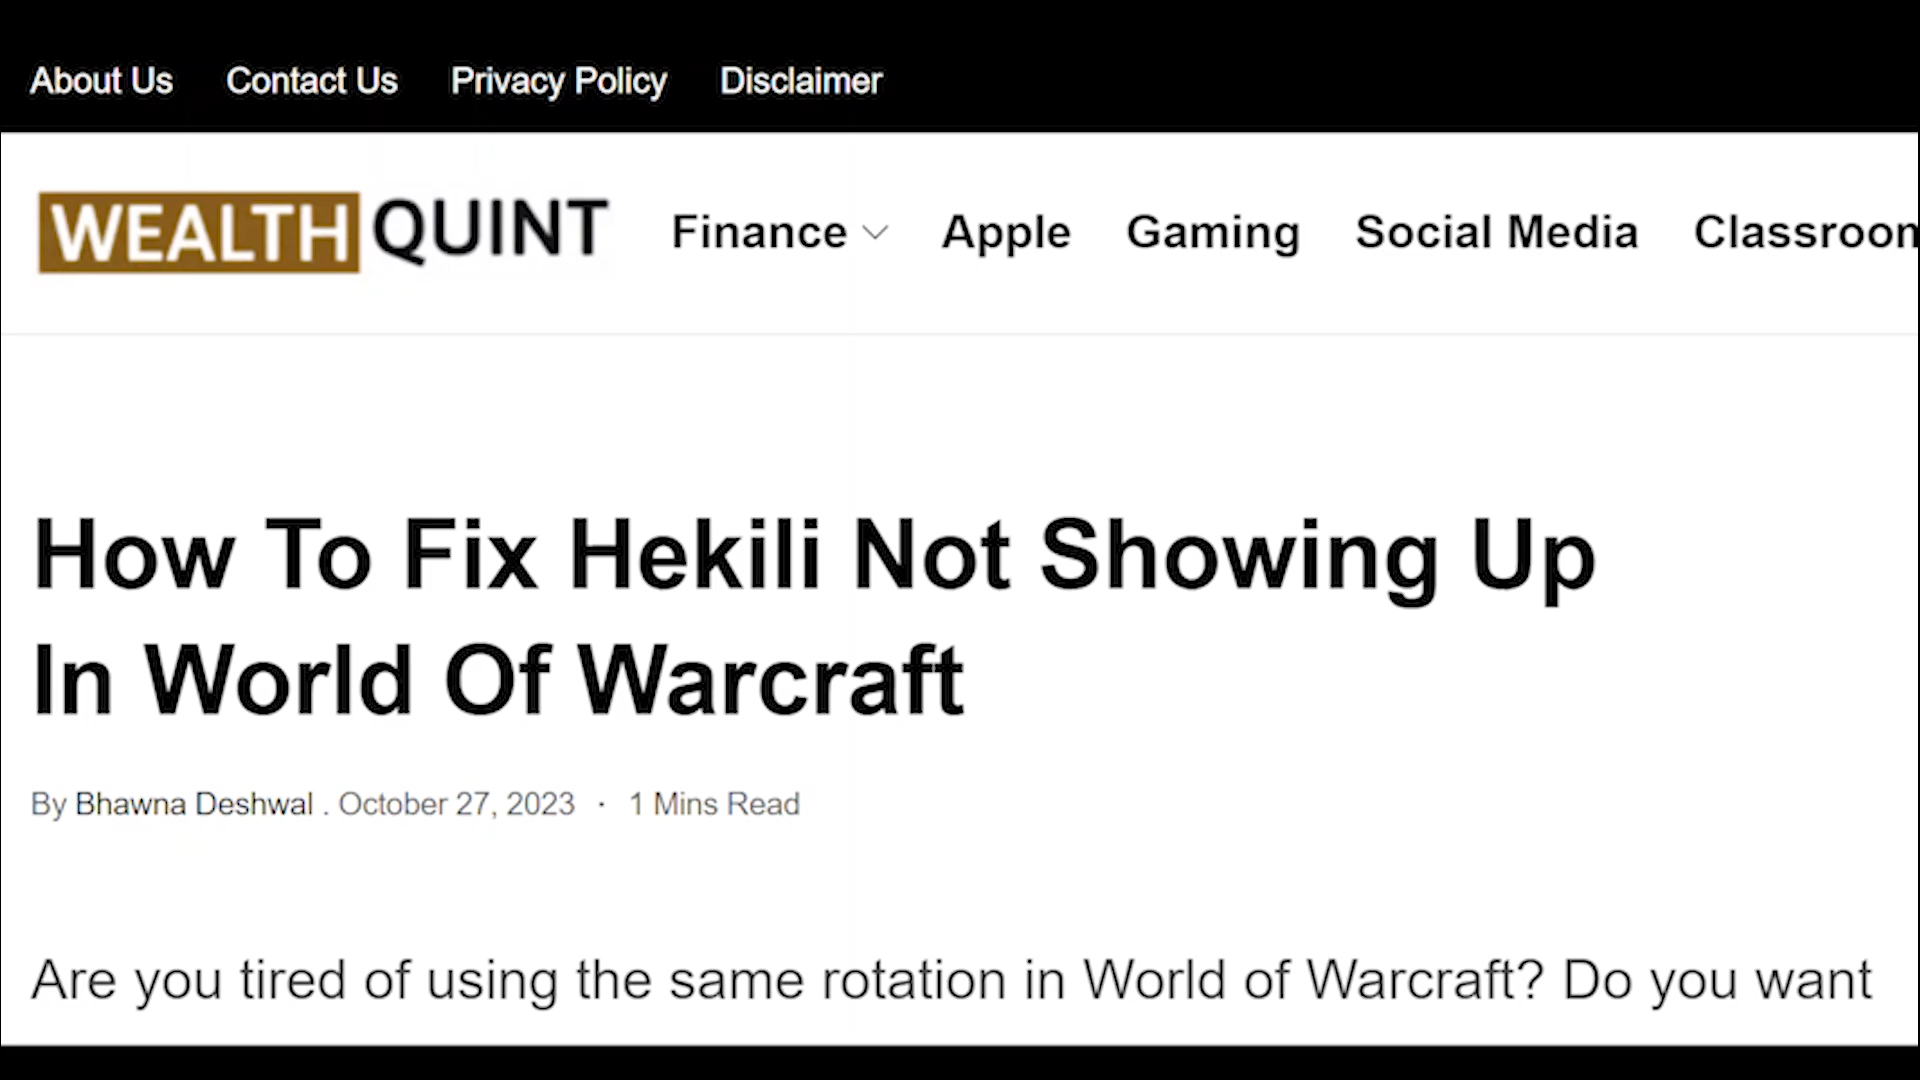 About Us Contact Us Privacy Policy Disclaimer
WEALTH QUINT Finance Apple Gaming Social Media Classroom
How To Fix Hekili Not Showing Up
In World Of Warcraft
By Bhawna Deshwal . October 27, 2023 · 1 Mins Read
Are you tired of using the same rotation in World of Warcraft? Do you want